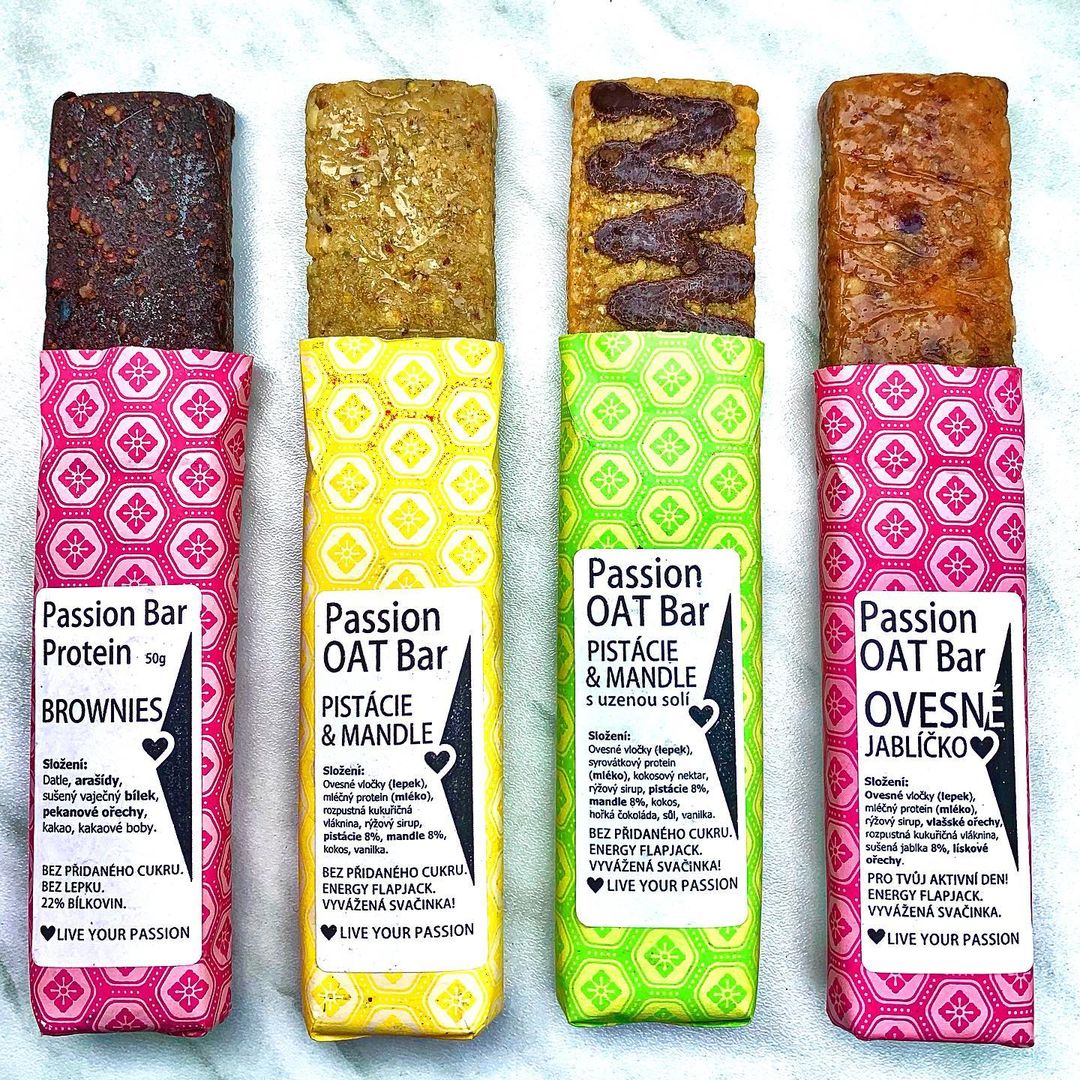 Passion Bar
Protein 50g
BROWNIES
Složení:
Datle, arašídy,
sušený vaječný bílek,
pekanové ořechy,
kakao, kakaové boby.
BEZ PŘIDANÉHO CUKRU.
BEZ LEPKU.
22% BÍLKOVIN.
LIVE YOUR PASSION
Passion
OAT Bar
PISTÁCIE
& MANDLE
Složení:
Ovesné vločky (lepek),
mléčný protein (mléko),
rozpustná kukuřičná
vláknina, rýžový sirup,
pistácie 8%, mandle 8%,
kokos, vanilka.
BEZ PŘIDANÉHO CUKRU.
ENERGY FLAPJACK.
VYVÁŽENÁ SVAČINKA!
LIVE YOUR PASSION
Passion
OAT Bar
PISTÁCIE
& MANDLE
s uzenou solí
Složení:
Ovesné vločky (lepek),
syrovátkový protein
(mléko), kokosový nektar,
rýžový sirup, pistácie 8%,
mandle 8%, kokos,
hořká čokoláda, sůl, vanilka.
BEZ PŘIDANÉHO CUKRU.
ENERGY FLAPJACK.
VYVÁŽENÁ SVAČINKA!
LIVE YOUR PASSION
Passion
OAT Bar
OVESNÉ
JABLÍČKO
Složení:
Ovesné vločky (lepek),
mléčný protein (mléko),
rýžový sirup, vlašské ořechy,
rozpustná kukuřičná vláknina,
sušená jablka 8%, lískové
ořechy.
PRO TVŮJ AKTIVNÍ DEN!
ENERGY FLAPJACK.
VYVÁŽENÁ SVAČINKA.
LIVE YOUR PASSION